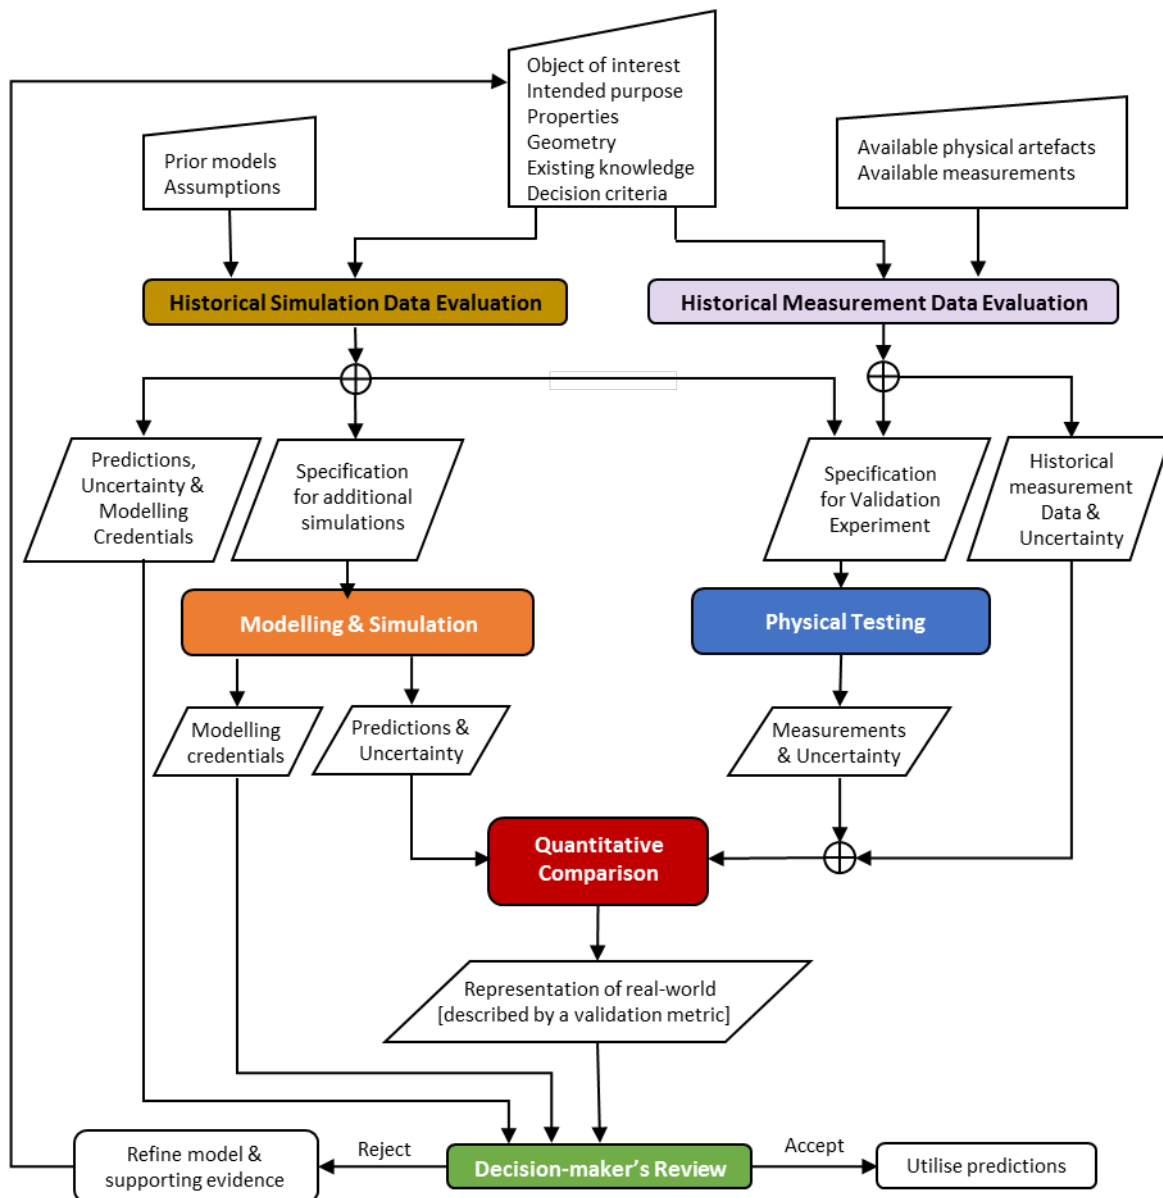 Object of interest
Intended purpose
Properties
Geometry
Existing knowledge
Decision criteria
Prior models
Assumptions
Available physical artefacts
Available measurements
Historical Simulation Data Evaluation
Historical Measurement Data Evaluation
Predictions,
Uncertainty &
Modelling
Credentials
Specification
for additional
simulations
Specification
for Validation
Experiment
Historical
measurement
Data &
Uncertainty
Modelling & Simulation
Physical Testing
Modelling
credentials
Predictions &
Uncertainty
Measurements
& Uncertainty
Quantitative
Comparison
Representation of real-world
[described by a validation metric]
Refine model &
supporting evidence
Reject
Decision-maker's Review
Accept
Utilise predictions